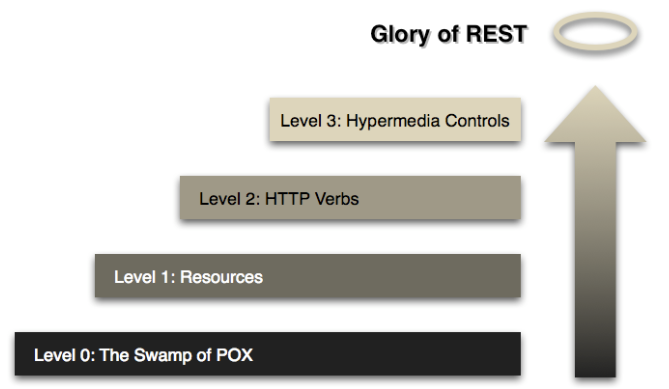 Glory of REST
Level 3: Hypermedia Controls
Level 2: HTTP Verbs
Level 1: Resources
Level 0: The Swamp of POX